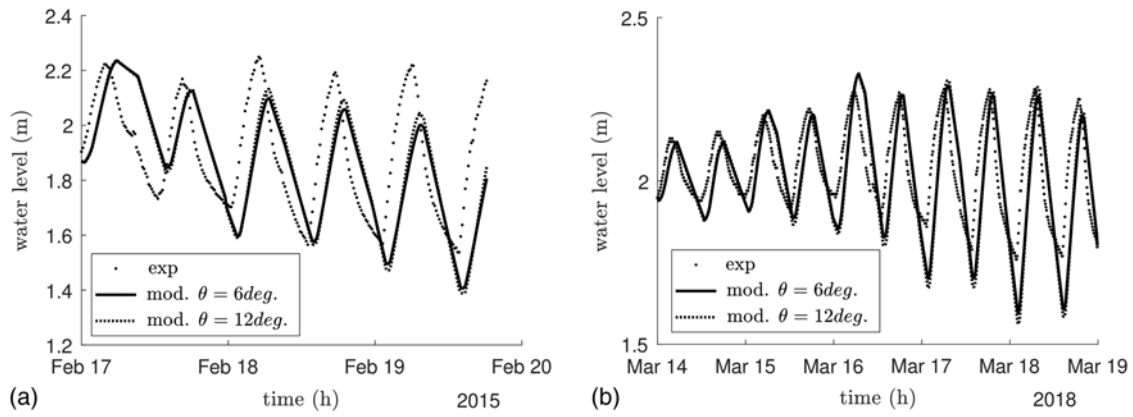 2.4
2.2
2
1.8
1.6
1.4
1.2
water level (m)
exp
mod. θ = 6deg.
mod. θ = 12deg.
Feb 17 Feb 18 Feb 19 Feb 20
(a) time (h) 2015
2.5
2
1.5
water level (m)
exp
mod. θ = 6deg.
mod. θ = 12deg.
Mar 14 Mar 15 Mar 16 Mar 17 Mar 18 Mar 19
(b) time (h) 2018